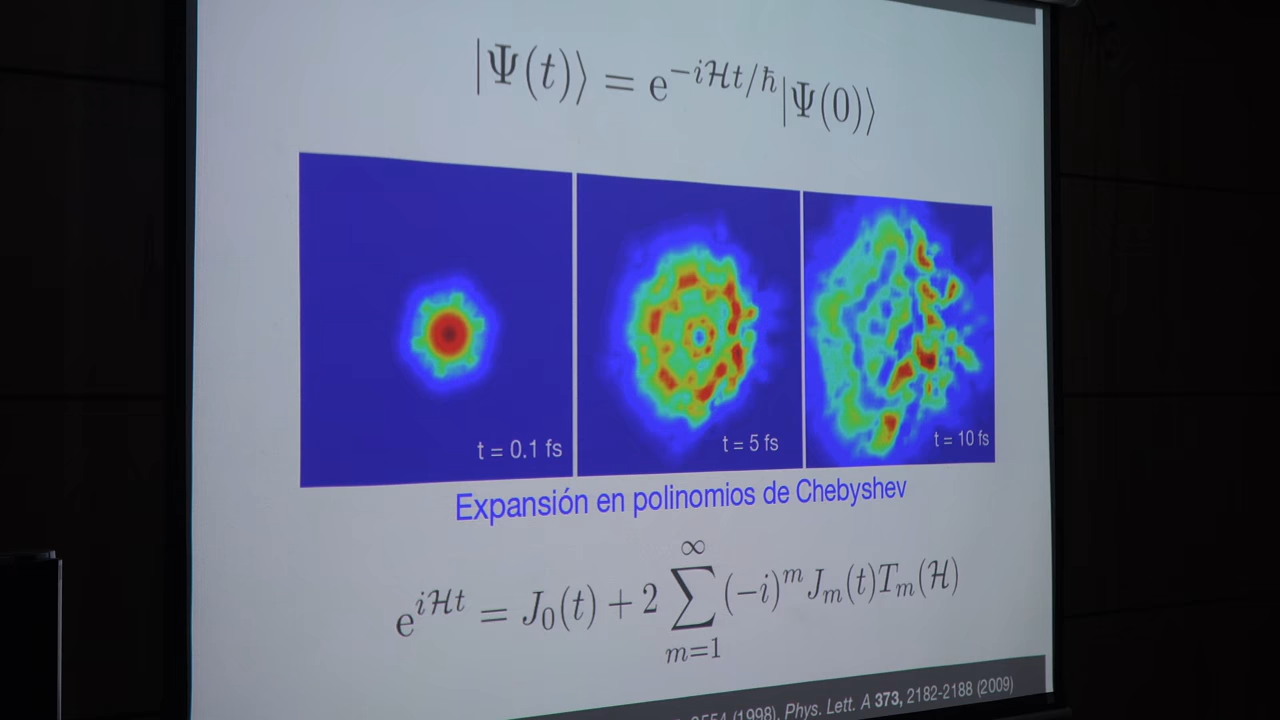 |Ψ(t)⟩ = e^{−iℋt/ħ}|Ψ(0)⟩
t = 0.1 fs
t = 5 fs
t = 10 fs
Expansión en polinomios de Chebyshev
e^{iℋt} = J_0(t) + 2 ∑_{m=1}^{∞} (−i)^m J_m(t)T_m(ℋ)
(1998), Phys. Lett. A 373, 2182-2188 (2009)